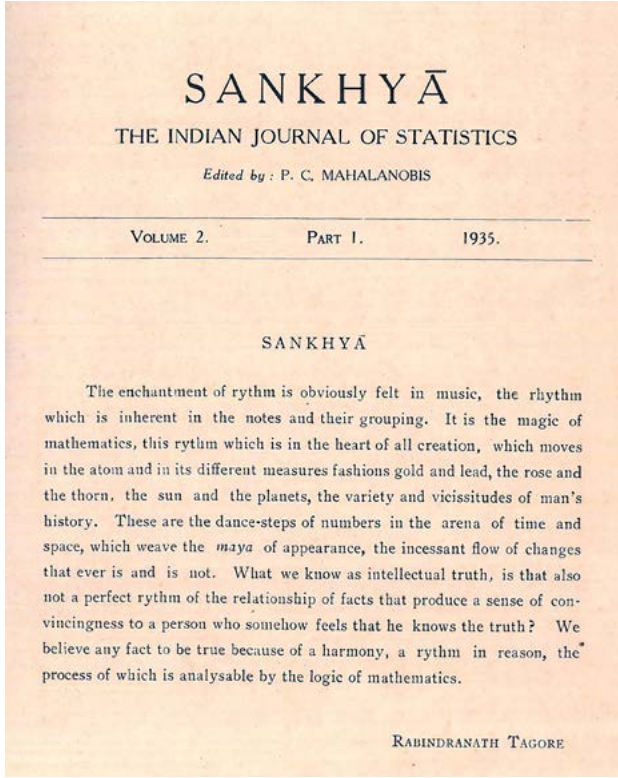 SANKHYĀ
THE INDIAN JOURNAL OF STATISTICS
Edited by : P. C. MAHALANOBIS
VOLUME 2. PART 1. 1935.
SANKHYĀ
The enchantment of rythm is obviously felt in music, the rhythm
which is inherent in the notes and their grouping. It is the magic of
mathematics, this rythm which is in the heart of all creation, which moves
in the atom and in its different measures fashions gold and lead, the rose and
the thorn, the sun and the planets, the variety and vicissitudes of man's
history. These are the dance-steps of numbers in the arena of time and
space, which weave the maya of appearance, the incessant flow of changes
that ever is and is not. What we know as intellectual truth, is that also
not a perfect rythm of the relationship of facts that produce a sense of con-
vincingness to a person who somehow feels that he knows the truth? We
believe any fact to be true because of a harmony, a rythm in reason, the
process of which is analysable by the logic of mathematics.
RABINDRANATH TAGORE